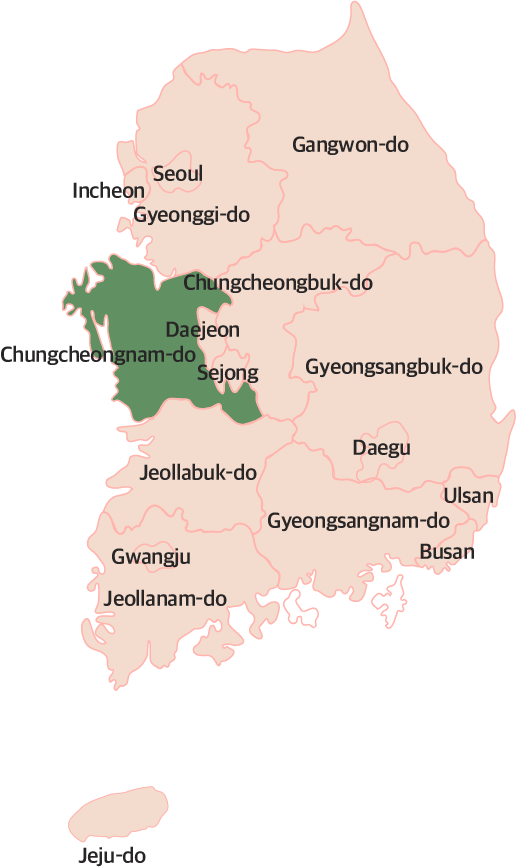 Gangwon-do
Seoul
Incheon
Gyeonggi-do
Chungcheongbuk-do
Daejeon
Chungcheongnam-do
Sejong
Gyeongsangbuk-do
Daegu
Jeollabuk-do
Ulsan
Gyeongsangnam-do
Busan
Gwangju
Jeollanam-do
Jeju-do